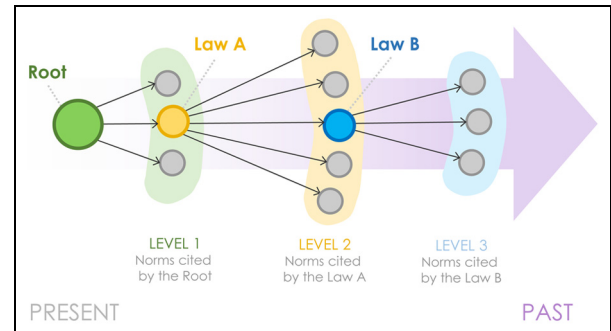 Root
Law A
Law B
LEVEL 1
Norms cited
by the Root
LEVEL 2
Norms cited
by the Law A
LEVEL 3
Norms cited
by the Law B
PRESENT
PAST